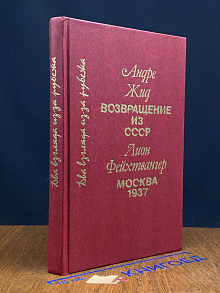 Два взгляда из-за рубежа
Андре
Жид
ВОЗВРАЩЕНИЕ
ИЗ
СССР
Лион
Фейхтвангер
МОСКВА
1937